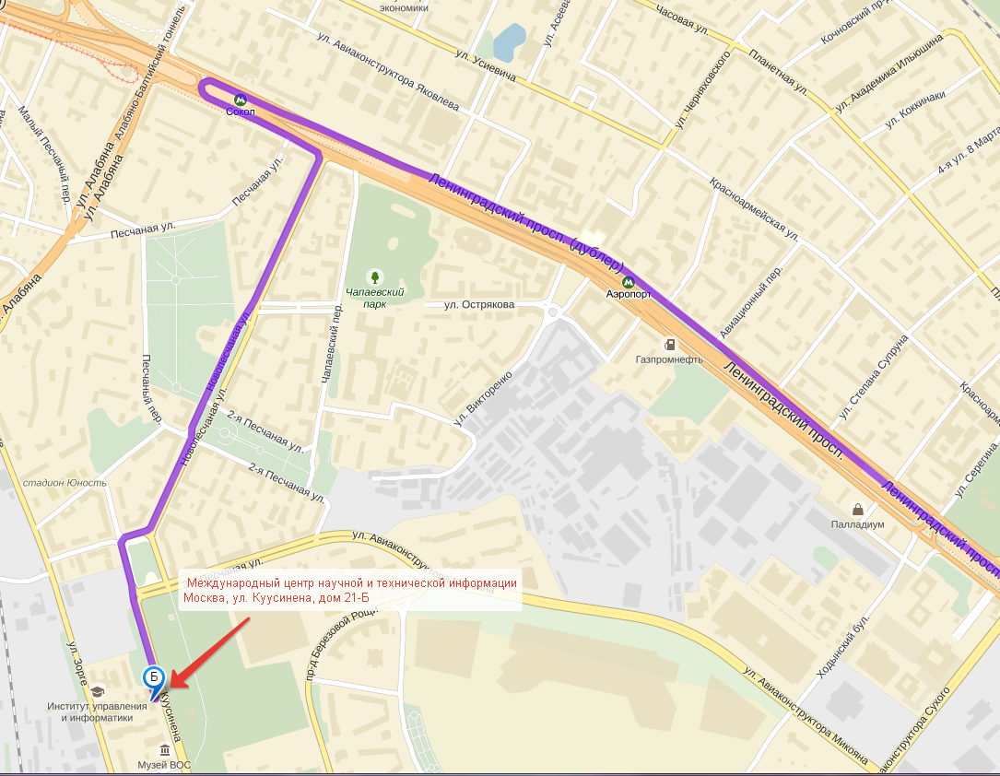 экономики
Часовая ул.
ул. Асеева
Кочновский пр-д
ул. Авиаконструктора Яковлева
ул. Усиевича
Планетная ул.
ул. Академика Ильюшина
Алабяно-Балтийский тоннель
ул. Черняховского
ул. Коккинаки
Сокол
Малый Песчаный пер.
4-я ул. 8 Марта
ул. Алабяна
ул. Алабяна
Песчаная ул.
Песчаная ул.
Красноармейская ул.
Ленинградский просп. (дублер)
Аэропорт
Чапаевский
парк
ул. Острякова
Авиационный пер.
Алабяна
Новопесчаная ул.
Чапаевский пер.
Газпромнефть
Песчаный пер.
ул. Степана Супруна
Ленинградский просп.
Новопесчаная ул.
ул. Викторенко
2-я Песчаная ул.
2-я Песчаная ул.
стадион Юность
ул. Серегина
Ленинградский просп.
Палладиум
ул. Авиаконструктора
Песчаная ул.
Международный центр научной и технической информации
Москва, ул. Куусинена, дом 21-Б
пр-д Березовой Рощи
Ходынский бул.
ул. Зорге
Б
Куусинена
Институт управления
и информатики
ул. Авиаконструктора Микояна
Музей ВОС